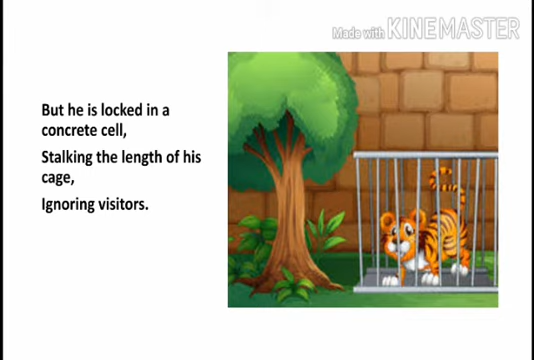 Made with KINEMASTER
But he is locked in a
concrete cell,
Stalking the length of his
cage,
Ignoring visitors.